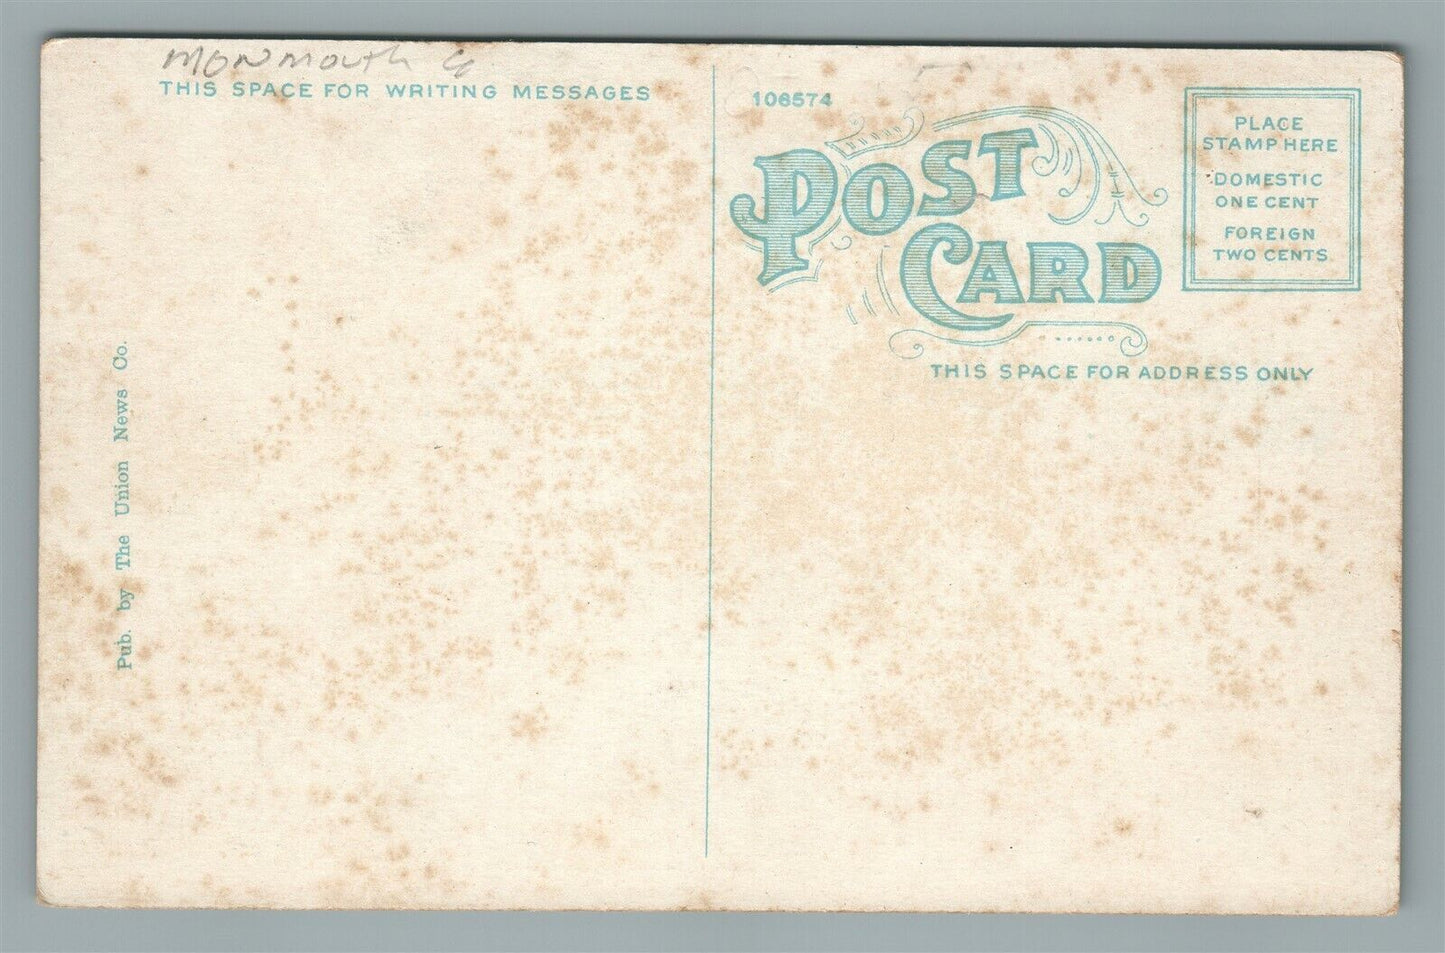 Monmouth
THIS SPACE FOR WRITING MESSAGES
106574
POST
CARD
THIS SPACE FOR ADDRESS ONLY
PLACE
STAMP HERE
DOMESTIC
ONE CENT
FOREIGN
TWO CENTS
Pub. by The Union News Co.